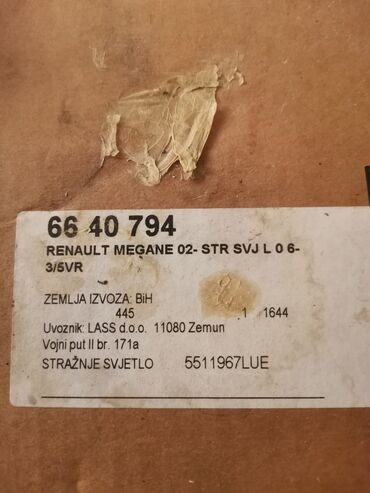 66 40 794
RENAULT MEGANE 02- STR SVJ L 0 6-
3/5VR
ZEMLJA IZVOZA: BiH
445 1 1644
Uvoznik: LASS d.o.o. 11080 Zemun
Vojni put II br. 171a
STRAŽNJE SVJETLO 5511967LUE